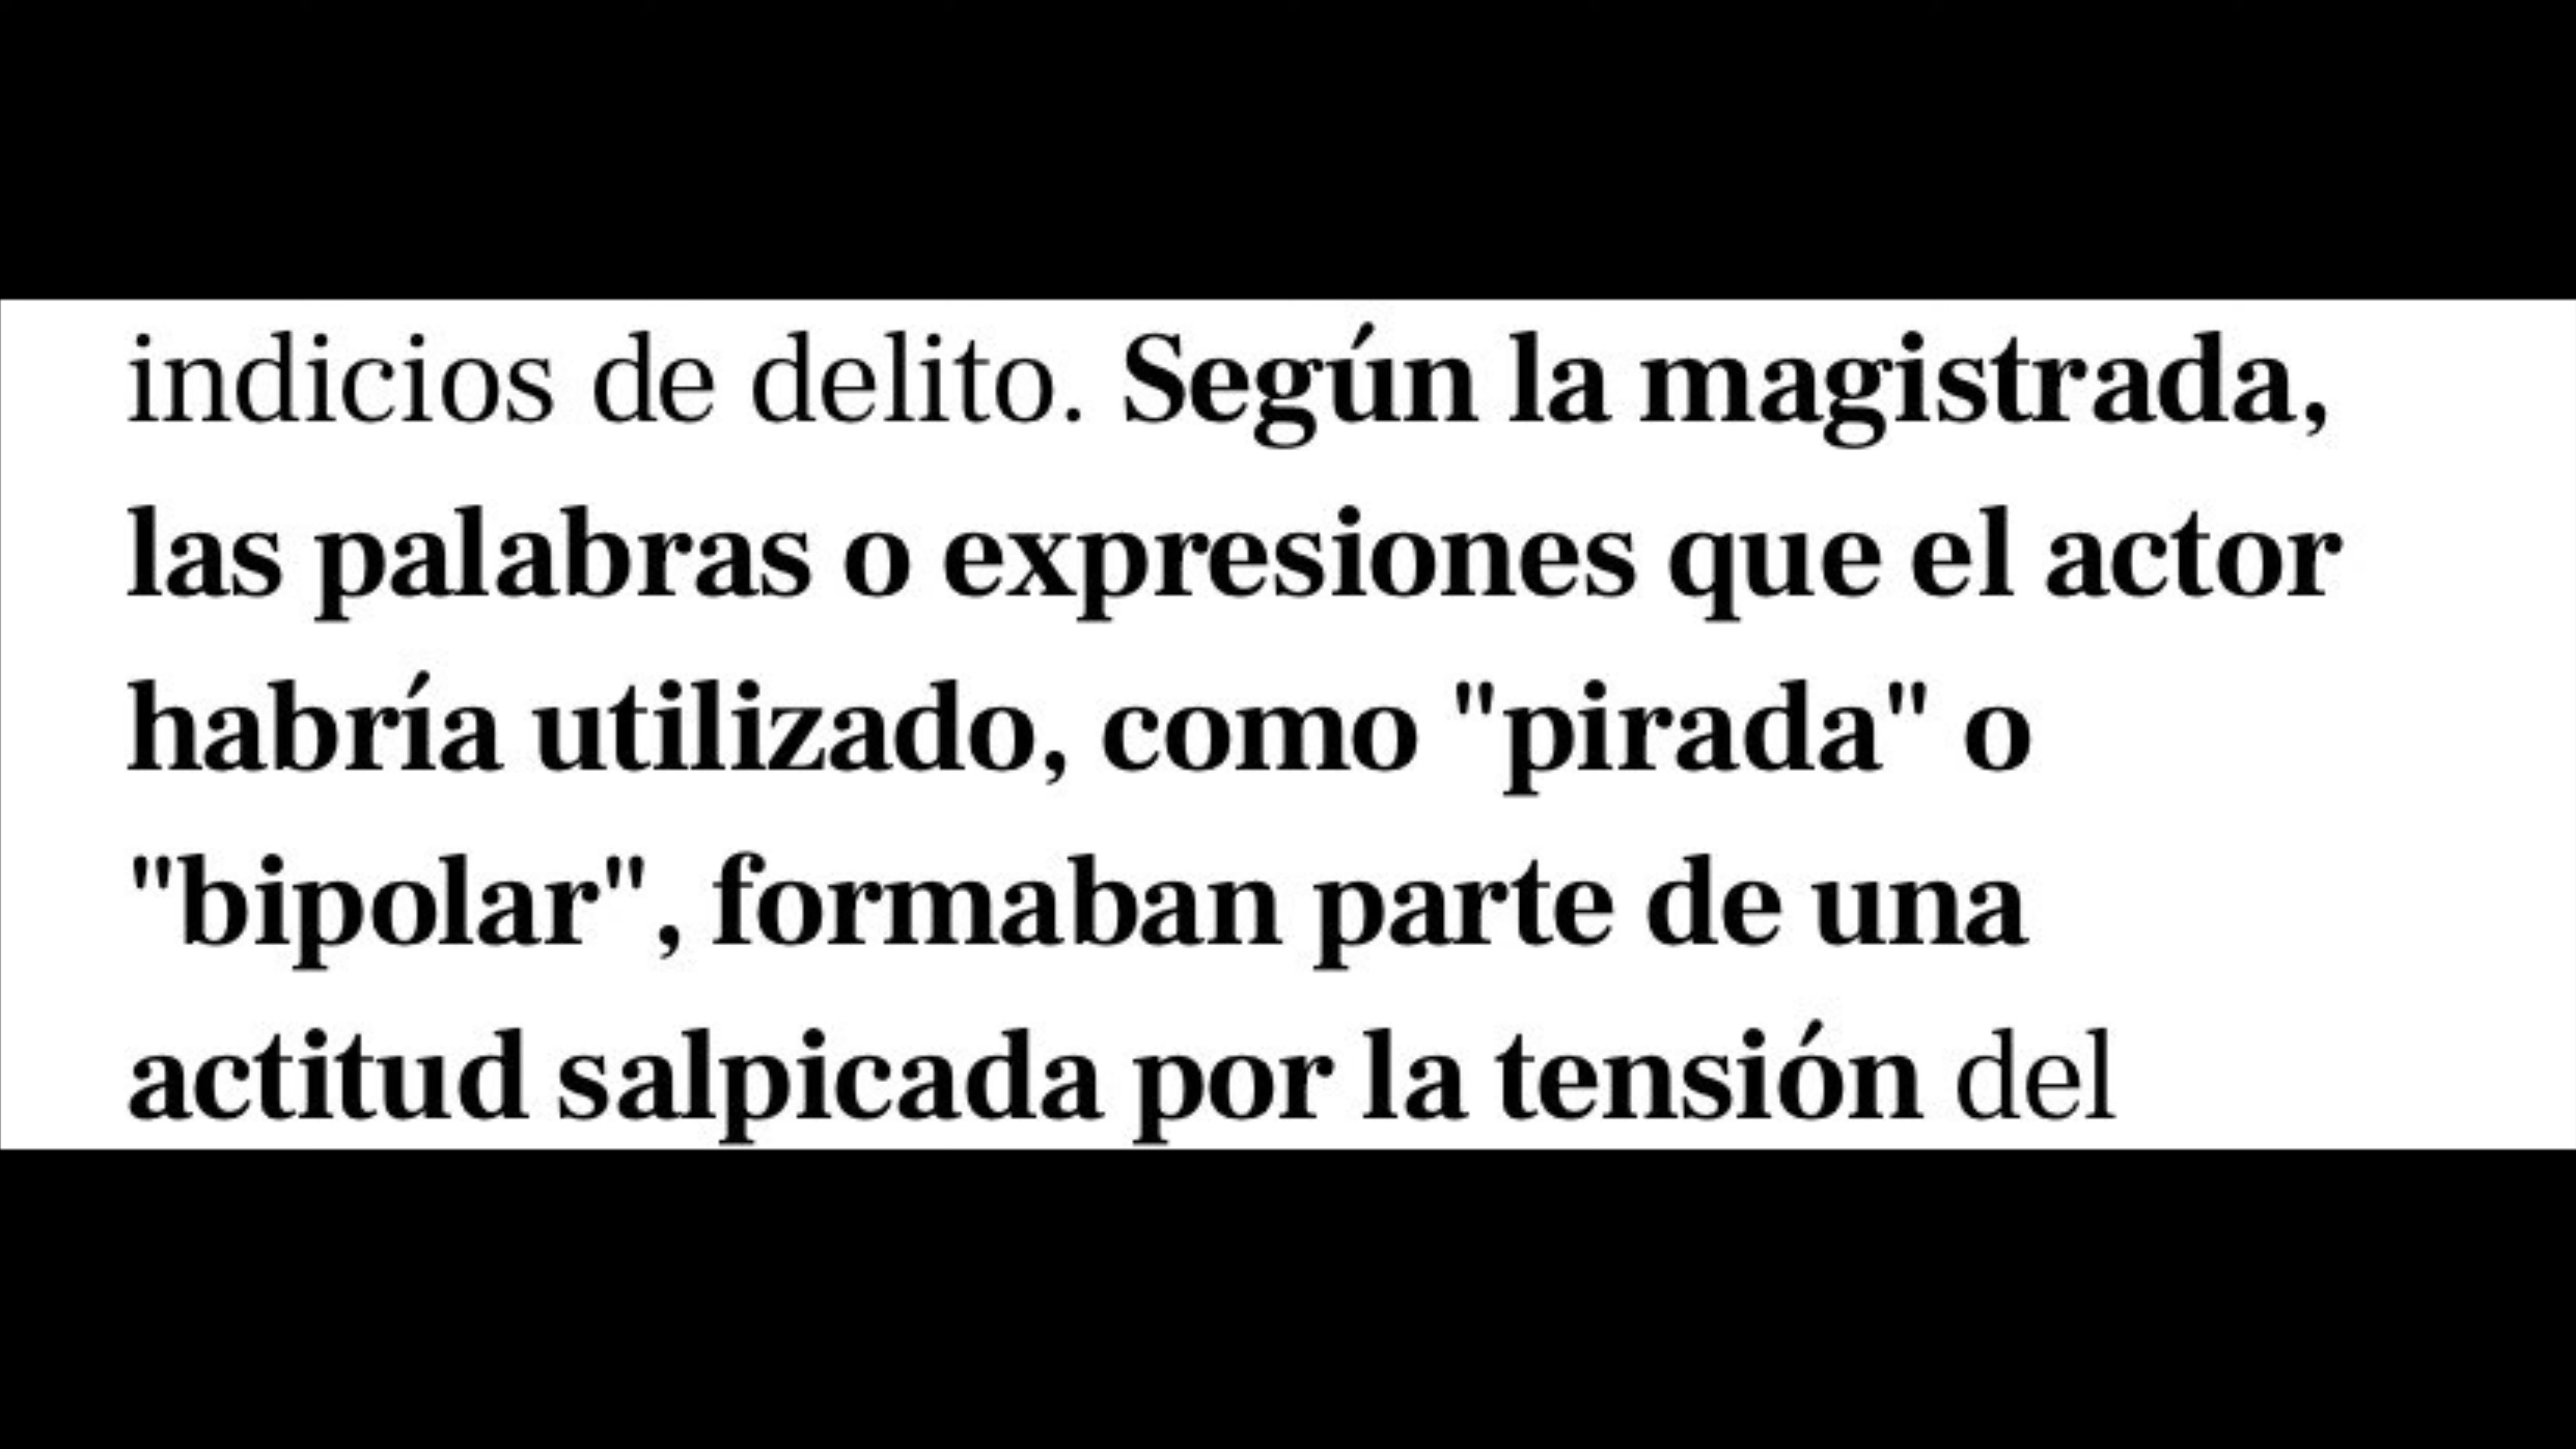 indicios de delito. Según la magistrada,
las palabras o expresiones que el actor
habría utilizado, como "pirada" o
"bipolar", formaban parte de una
actitud salpicada por la tensión del